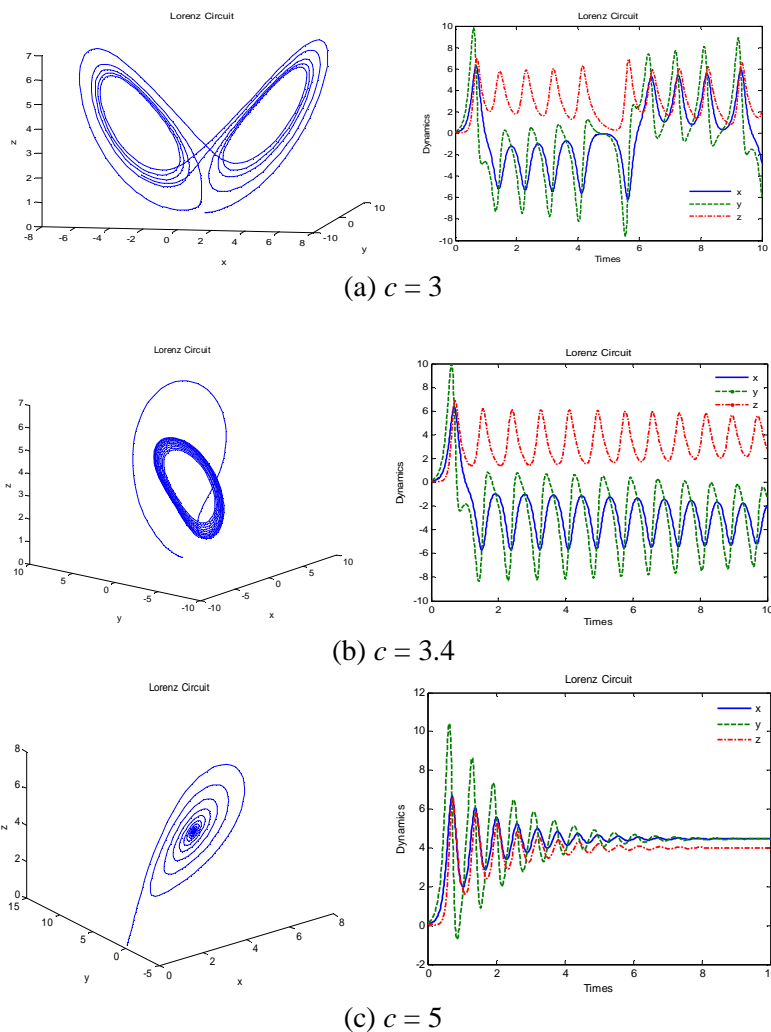 Lorenz Circuit
7
6
5
4
3
2
1
0
z
-8 -6 -4 -2 0 2 4 6 8
x
-10 0 10
y
Lorenz Circuit
10
8
6
4
2
0
-2
-4
-6
-8
-10
Dynamics
0 2 4 6 8 10
Times
x
y
z
(a) c = 3
Lorenz Circuit
7
6
5
4
3
2
1
0
z
10 5 0 -5 -10
y
-10 -5 0 5 10
x
Lorenz Circuit
10
8
6
4
2
0
-2
-4
-6
-8
-10
Dynamics
0 2 4 6 8 10
Times
x
y
z
(b) c = 3.4
Lorenz Circuit
8
6
4
2
0
z
15 10 5 0 -5
y
0 2 4 6 8
x
Lorenz Circuit
12
10
8
6
4
2
0
-2
Dynamics
0 2 4 6 8 10
Times
x
y
z
(c) c = 5